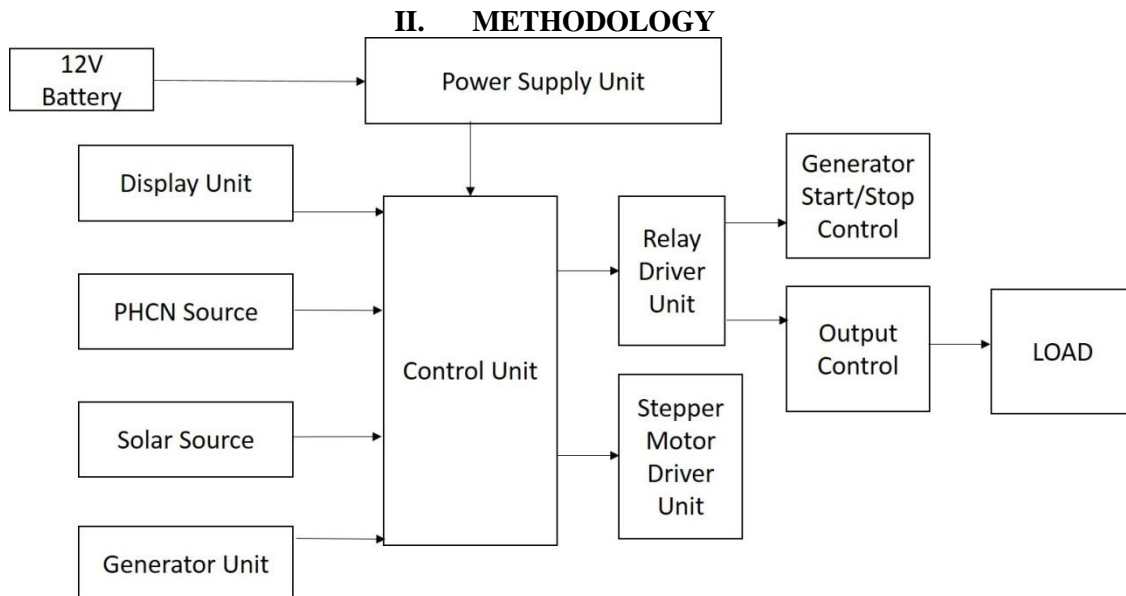 II. METHODOLOGY
12V
Battery
Power Supply Unit
Display Unit
PHCN Source
Solar Source
Generator Unit
Control Unit
Relay
Driver
Unit
Stepper
Motor
Driver
Unit
Generator
Start/Stop
Control
Output
Control
LOAD